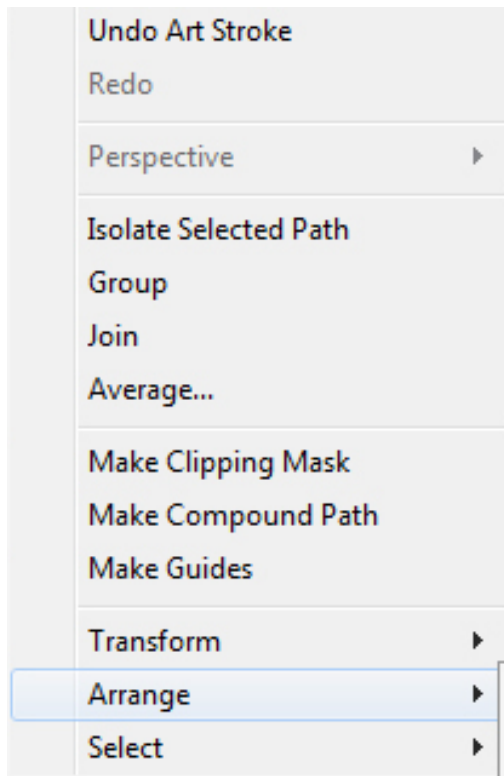 Undo Art Stroke
Redo
Perspective
Isolate Selected Path
Group
Join
Average...
Make Clipping Mask
Make Compound Path
Make Guides
Transform
Arrange
Select